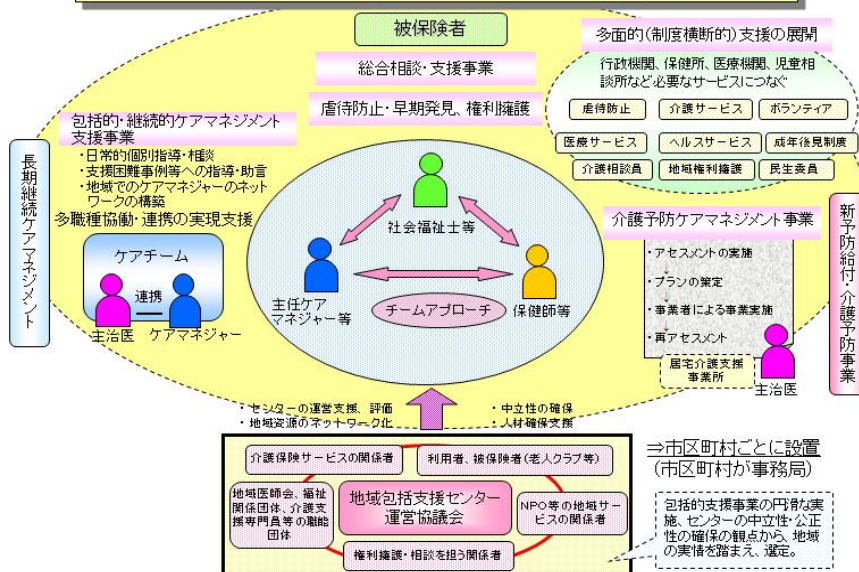 被保険者
多面的(制度横断的)支援の展開
行政機関、保健所、医療機関、児童相
談所など必要なサービスにつなぐ
虐待防止
介護サービス
ボランティア
医療サービス
ヘルスサービス
成年後見制度
介護相談員
地域権利擁護
民生委員
総合相談・支援事業
虐待防止・早期発見、権利擁護
包括的・継続的ケアマネジメント
支援事業
・日常的個別指導・相談
・支援困難事例等への指導・助言
・地域でのケアマネジャーのネット
ワークの構築
多職種協働・連携の実現支援
ケアチーム
連携
主治医
ケアマネジャー
長期継続ケアマネジメント
社会福祉士等
主任ケア
マネジャー等
チームアプローチ
保健師等
介護予防ケアマネジメント事業
・アセスメントの実施
↓
・プランの策定
↓
・事業者による事業実施
↓
・再アセスメント
居宅介護支援
事業所
主治医
新予防給付・介護予防事業
・センターの運営支援、評価
・地域資源のネットワーク化
・中立性の確保
・人材確保支援
介護保険サービスの関係者
利用者、被保険者(老人クラブ等)
地域医師会、福祉
関係団体、介護支
援専門員等の職能
団体
地域包括支援センター
運営協議会
NPO等の地域サー
ビスの関係者
権利擁護・相談を担う関係者
⇒市区町村ごとに設置
(市区町村が事務局)
包括的支援事業の円滑な実
施、センターの中立性・公正
性の確保の観点から、地域
の実情を踏まえ、選定。